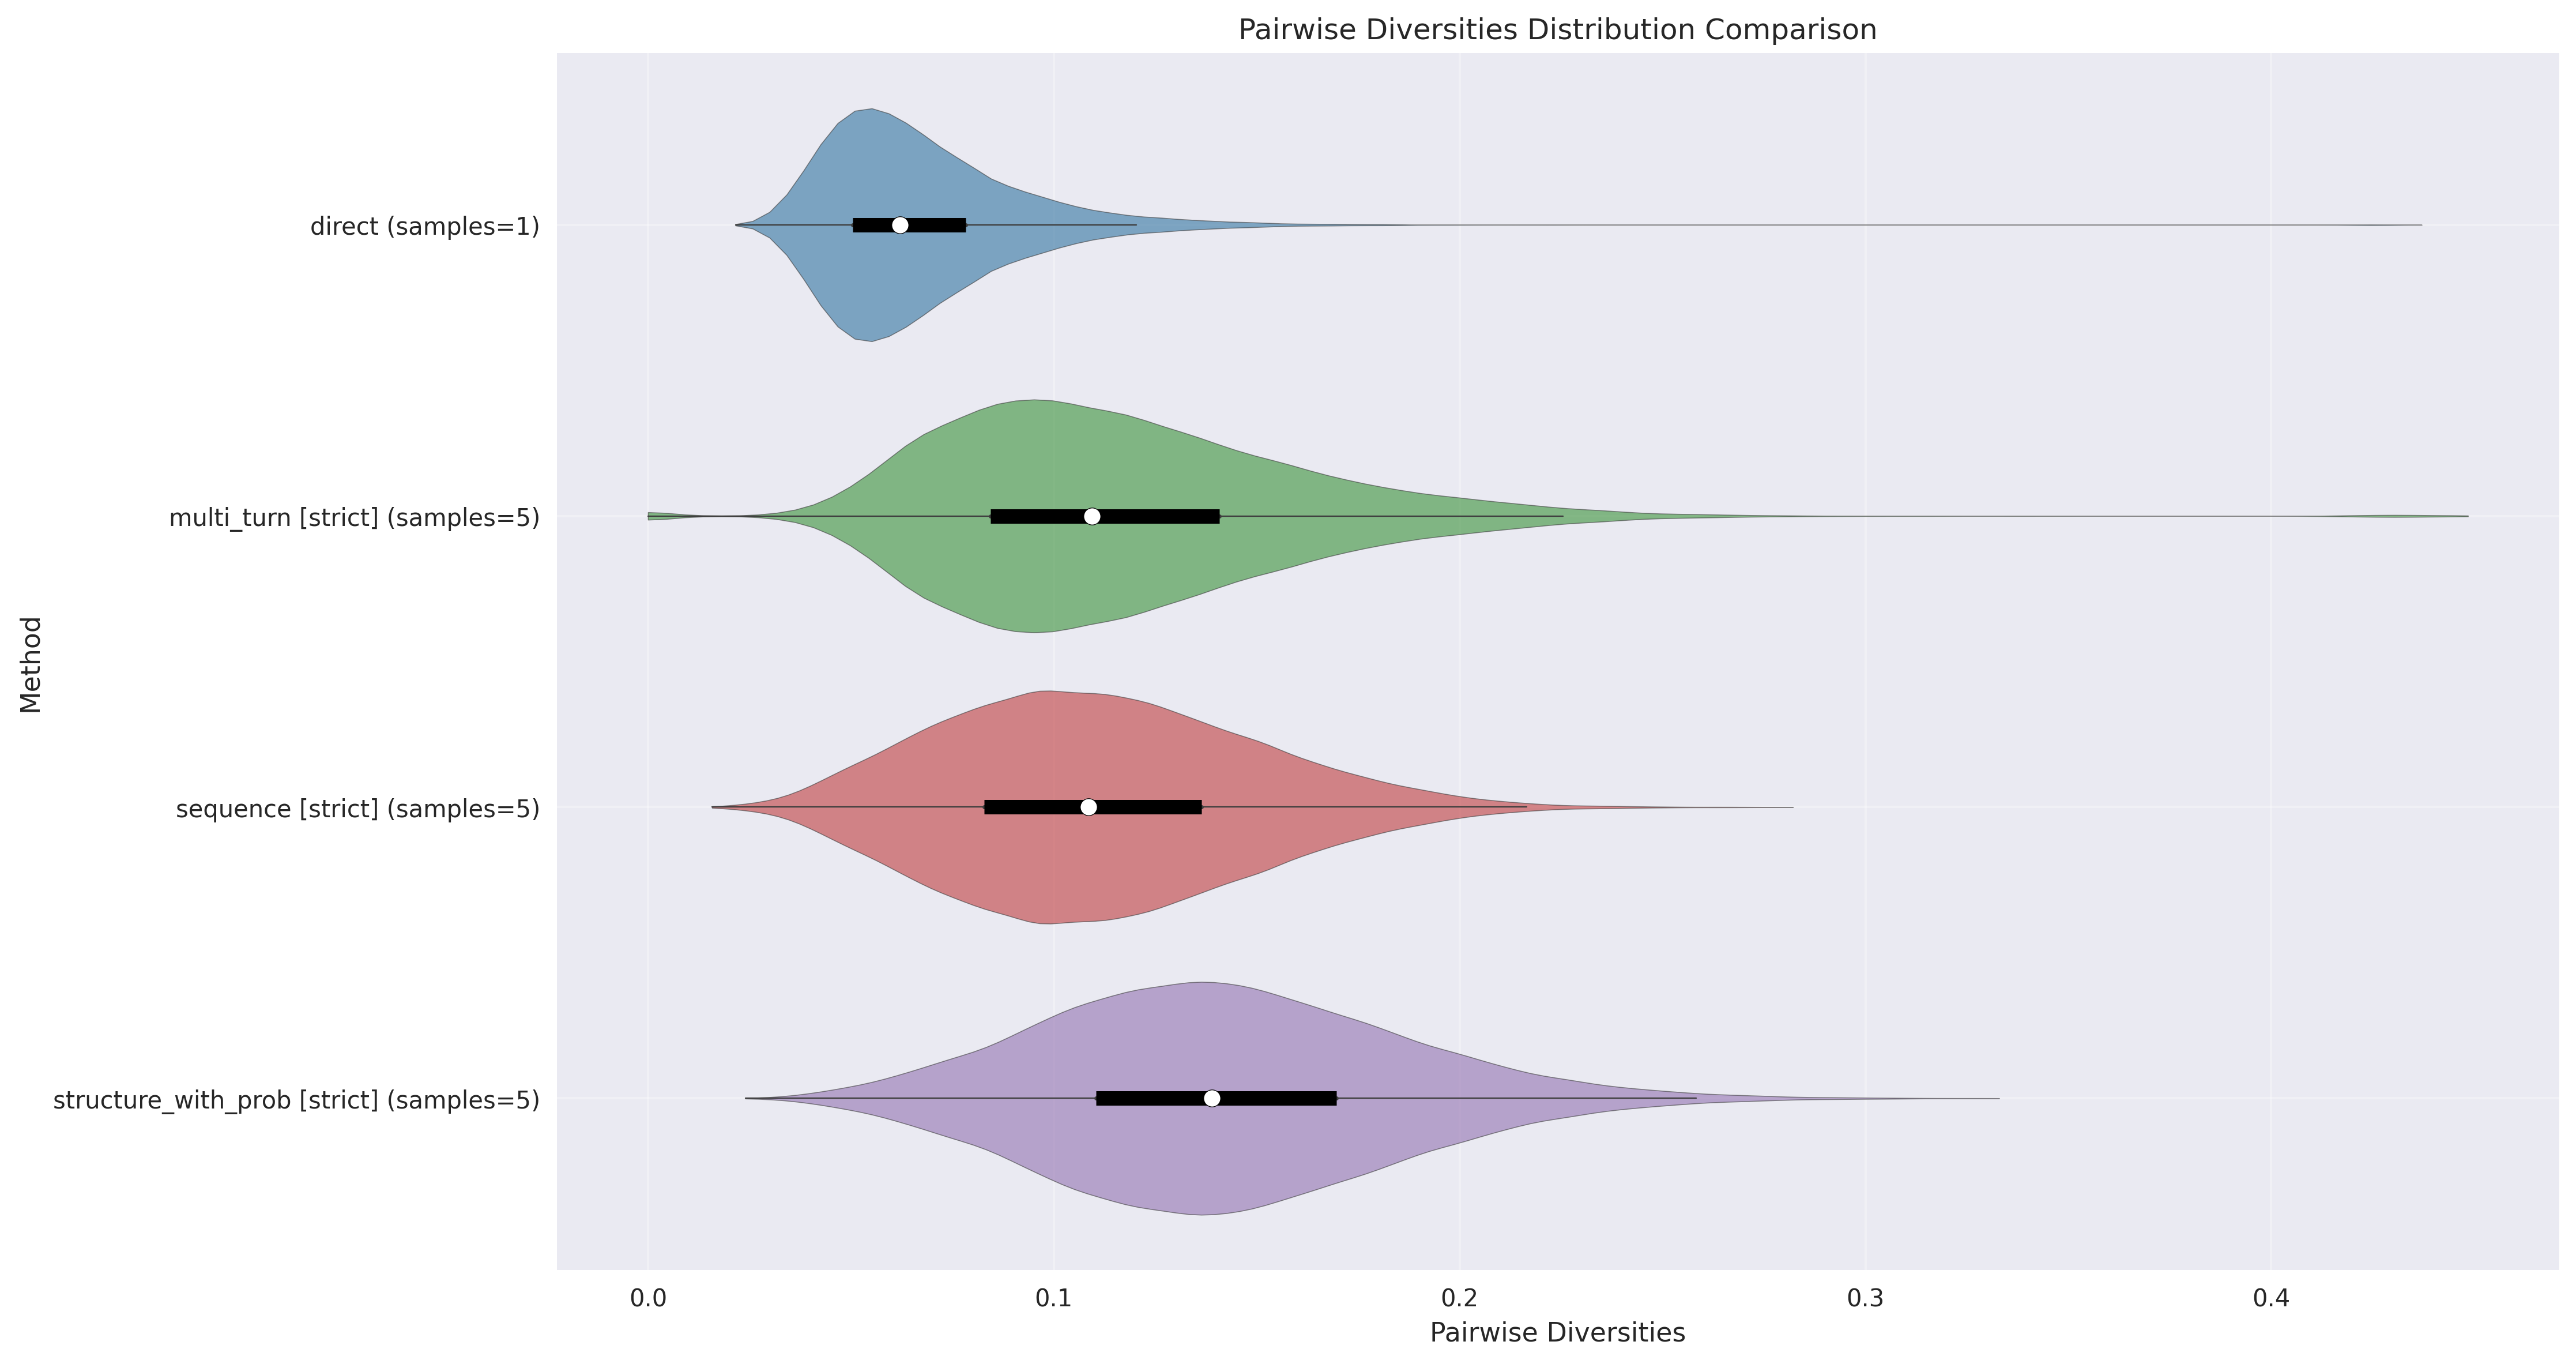 Pairwise Diversities Distribution Comparison
Method
direct (samples=1)
multi_turn [strict] (samples=5)
sequence [strict] (samples=5)
structure_with_prob [strict] (samples=5)
0.0 0.1 0.2 0.3 0.4
Pairwise Diversities